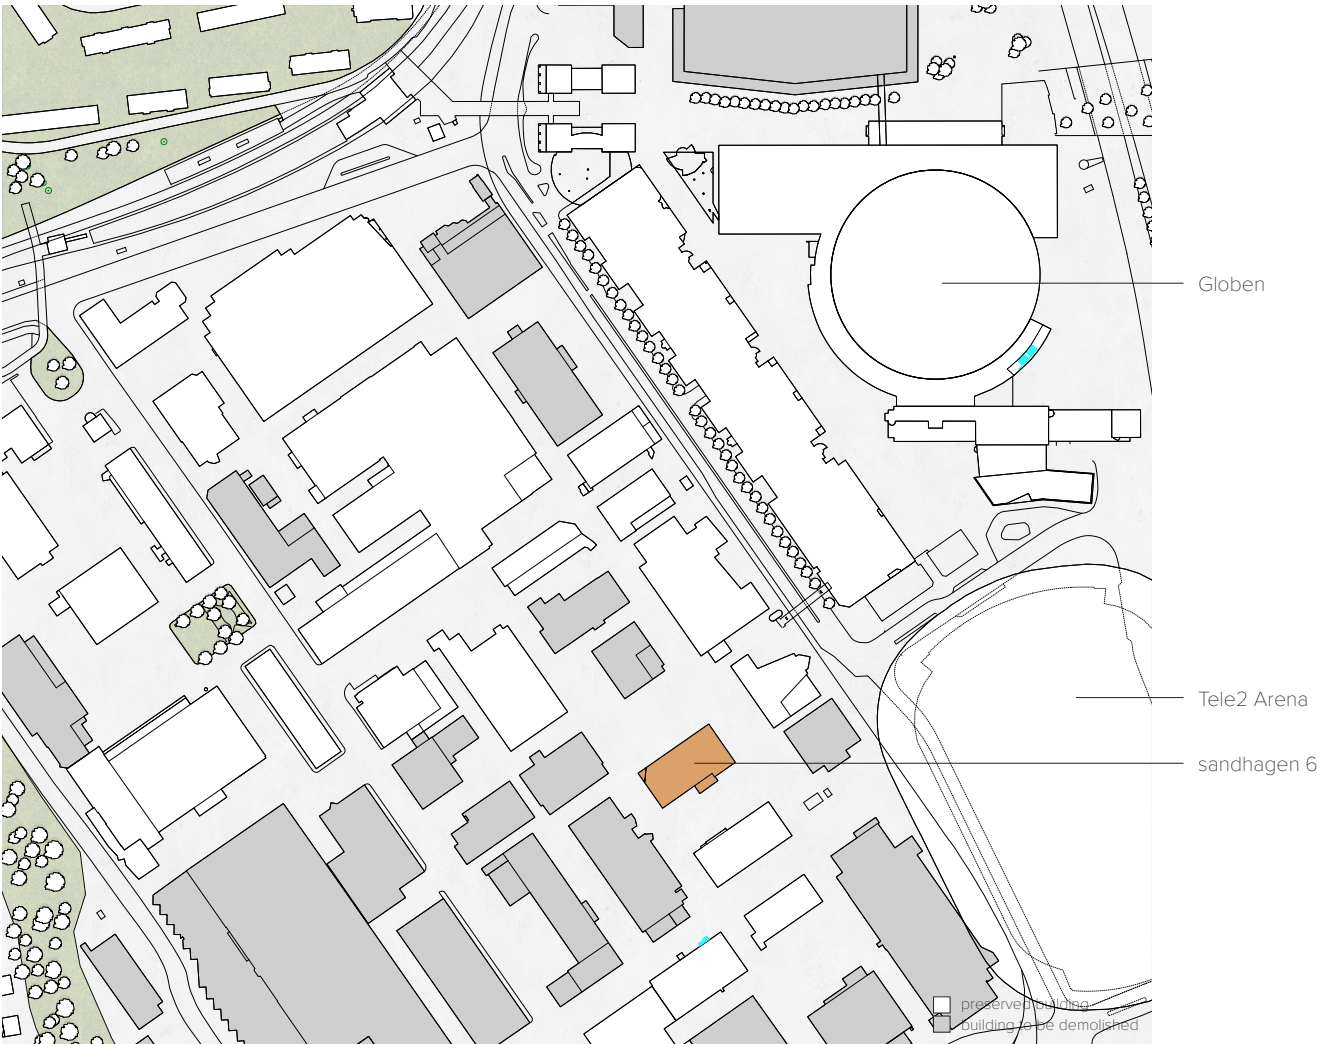 Globen
Tele2 Arena
sandhagen 6
preserved building
building to be demolished